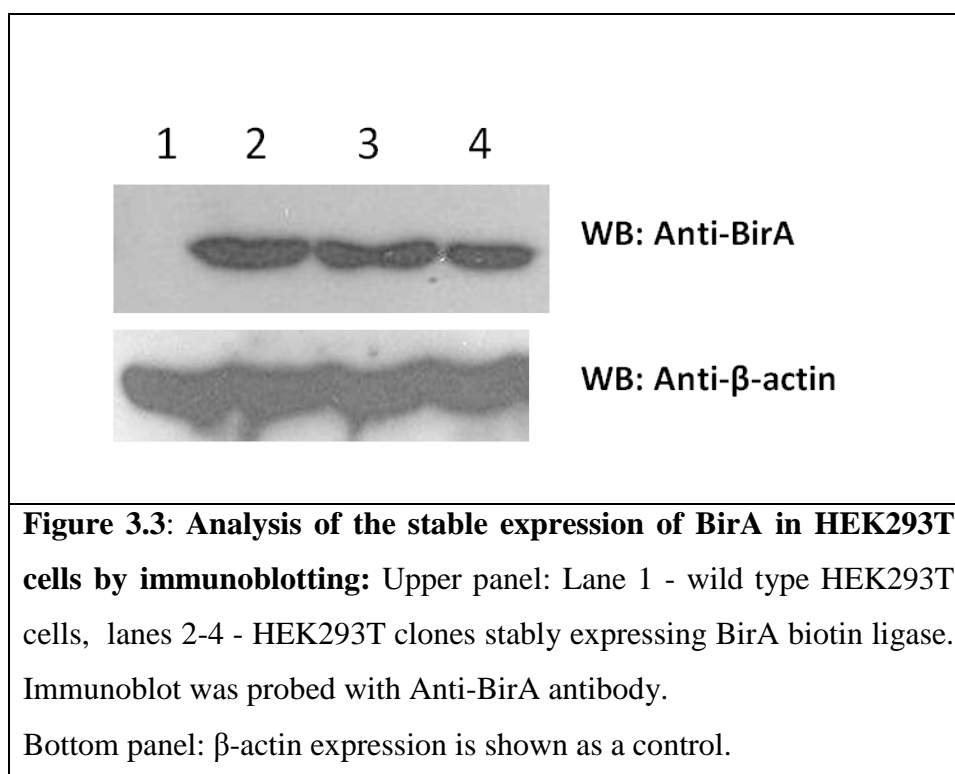 1 2 3 4
WB: Anti-BirA
WB: Anti-β-actin
Figure 3.3: Analysis of the stable expression of BirA in HEK293T
cells by immunoblotting: Upper panel: Lane 1 - wild type HEK293T
cells, lanes 2-4 - HEK293T clones stably expressing BirA biotin ligase.
Immunoblot was probed with Anti-BirA antibody.
Bottom panel: β-actin expression is shown as a control.